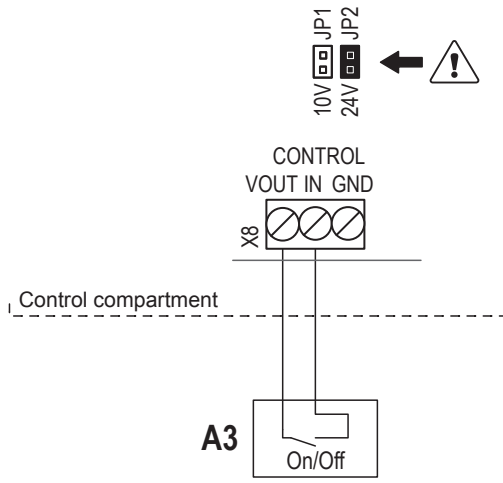 JP1
JP2
10V
24V
CONTROL
VOUT IN GND
X8
Control compartment
A3
On/Off